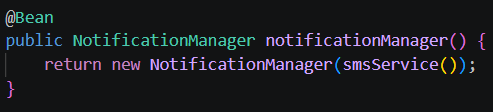 @Bean
public NotificationManager notificationManager() {
    return new NotificationManager(smsService());
}